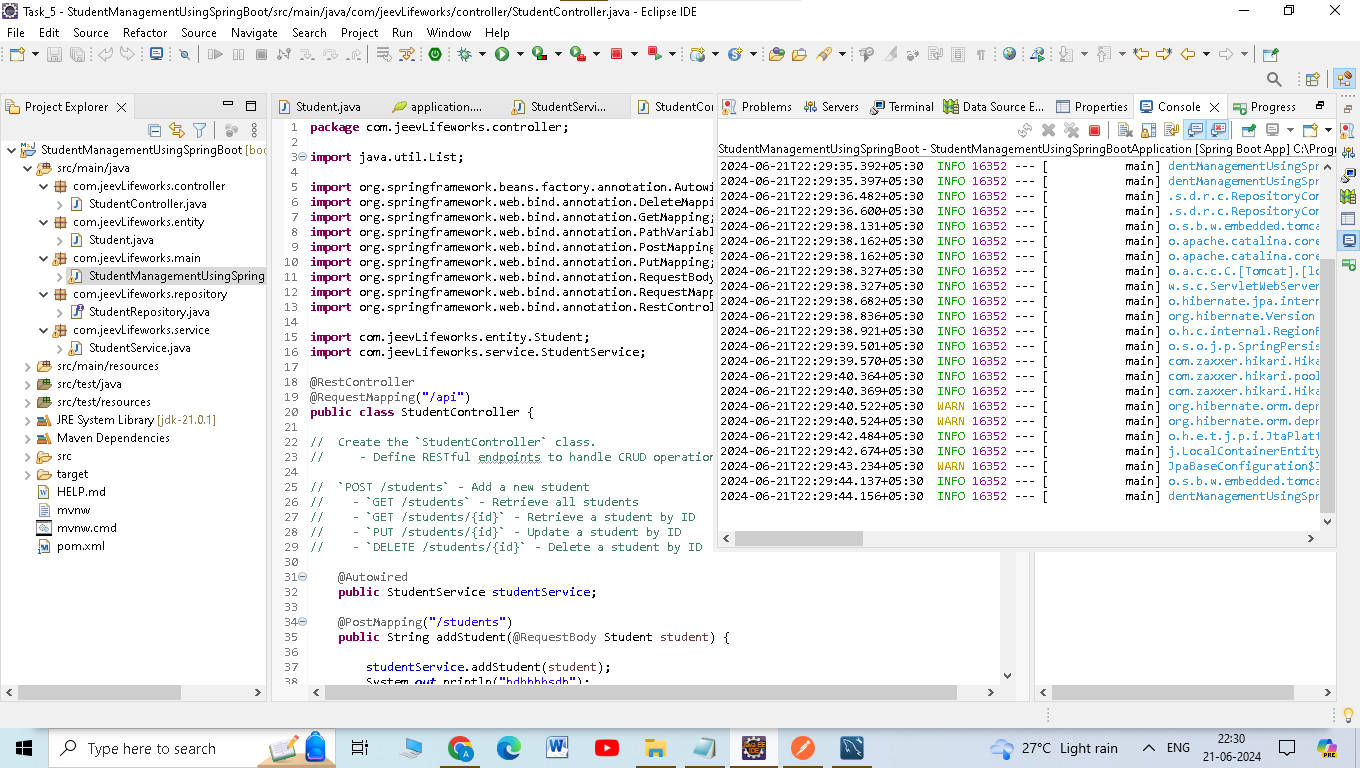 Task_5 - StudentManagementUsingSpringBoot/src/main/java/com/jeevLifeworks/controller/StudentController.java - Eclipse IDE
File Edit Source Refactor Source Navigate Search Project Run Window Help
Project Explorer
StudentManagementUsingSpringBoot [boo
src/main/java
com.jeevLifeworks.controller
StudentController.java
com.jeevLifeworks.entity
Student.java
com.jeevLifeworks.main
StudentManagementUsingSpring
com.jeevLifeworks.repository
StudentRepository.java
com.jeevLifeworks.service
StudentService.java
src/main/resources
src/test/java
src/test/resources
JRE System Library [jdk-21.0.1]
Maven Dependencies
src
target
HELP.md
mvnw
mvnw.cmd
pom.xml
Student.java application.... StudentServi... StudentCo
1 package com.jeevLifeworks.controller;
2
3 import java.util.List;
4
5 import org.springframework.beans.factory.annotation.Autowi
6 import org.springframework.web.bind.annotation.DeleteMappi
7 import org.springframework.web.bind.annotation.GetMapping;
8 import org.springframework.web.bind.annotation.PathVariabl
9 import org.springframework.web.bind.annotation.PostMapping
10 import org.springframework.web.bind.annotation.PutMapping;
11 import org.springframework.web.bind.annotation.RequestBody
12 import org.springframework.web.bind.annotation.RequestMapp
13 import org.springframework.web.bind.annotation.RestControl
14
15 import com.jeevLifeworks.entity.Student;
16 import com.jeevLifeworks.service.StudentService;
17
18 @RestController
19 @RequestMapping("/api")
20 public class StudentController {
21
22 // Create the `StudentController` class.
23 // - Define RESTful endpoints to handle CRUD operation
24
25 // `POST /students` - Add a new student
26 // - `GET /students` - Retrieve all students
27 // - `GET /students/{id}` - Retrieve a student by ID
28 // - `PUT /students/{id}` - Update a student by ID
29 // - `DELETE /students/{id}` - Delete a student by ID
30
31 @Autowired
32 public StudentService studentService;
33
34 @PostMapping("/students")
35 public String addStudent(@RequestBody Student student) {
36
37 studentService.addStudent(student);
38 System.out.println("hdhhhhsdh");
Problems Servers Terminal Data Source E... Properties Console Progress
StudentManagementUsingSpringBoot - StudentManagementUsingSpringBootApplication [Spring Boot App] C:\Progr
2024-06-21T22:29:35.392+05:30 INFO 16352 --- [ main] dentManagementUsingSpr
2024-06-21T22:29:35.397+05:30 INFO 16352 --- [ main] dentManagementUsingSpr
2024-06-21T22:29:36.482+05:30 INFO 16352 --- [ main] .s.d.r.c.RepositoryCon
2024-06-21T22:29:36.600+05:30 INFO 16352 --- [ main] .s.d.r.c.RepositoryCon
2024-06-21T22:29:38.131+05:30 INFO 16352 --- [ main] o.s.b.w.embedded.tomca
2024-06-21T22:29:38.162+05:30 INFO 16352 --- [ main] o.apache.catalina.core
2024-06-21T22:29:38.162+05:30 INFO 16352 --- [ main] o.apache.catalina.core
2024-06-21T22:29:38.327+05:30 INFO 16352 --- [ main] o.a.c.c.C.[Tomcat].[lo
2024-06-21T22:29:38.327+05:30 INFO 16352 --- [ main] w.s.c.ServletWebServer
2024-06-21T22:29:38.682+05:30 INFO 16352 --- [ main] o.hibernate.jpa.intern
2024-06-21T22:29:38.836+05:30 INFO 16352 --- [ main] org.hibernate.Version
2024-06-21T22:29:38.921+05:30 INFO 16352 --- [ main] o.h.c.internal.RegionF
2024-06-21T22:29:39.501+05:30 INFO 16352 --- [ main] o.s.o.j.p.SpringPersis
2024-06-21T22:29:39.570+05:30 INFO 16352 --- [ main] com.zaxxer.hikari.Hika
2024-06-21T22:29:40.364+05:30 INFO 16352 --- [ main] com.zaxxer.hikari.pool
2024-06-21T22:29:40.369+05:30 INFO 16352 --- [ main] com.zaxxer.hikari.Hika
2024-06-21T22:29:40.522+05:30 WARN 16352 --- [ main] org.hibernate.orm.depr
2024-06-21T22:29:40.524+05:30 WARN 16352 --- [ main] org.hibernate.orm.depr
2024-06-21T22:29:42.484+05:30 INFO 16352 --- [ main] o.h.e.t.j.p.i.JtaPlatf
2024-06-21T22:29:42.674+05:30 INFO 16352 --- [ main] j.LocalContainerEntity
2024-06-21T22:29:43.234+05:30 WARN 16352 --- [ main] JpaBaseConfiguration$J
2024-06-21T22:29:44.137+05:30 INFO 16352 --- [ main] o.s.b.w.embedded.tomca
2024-06-21T22:29:44.156+05:30 INFO 16352 --- [ main] dentManagementUsingSpr
Type here to search
27°C Light rain
ENG
22:30
21-06-2024